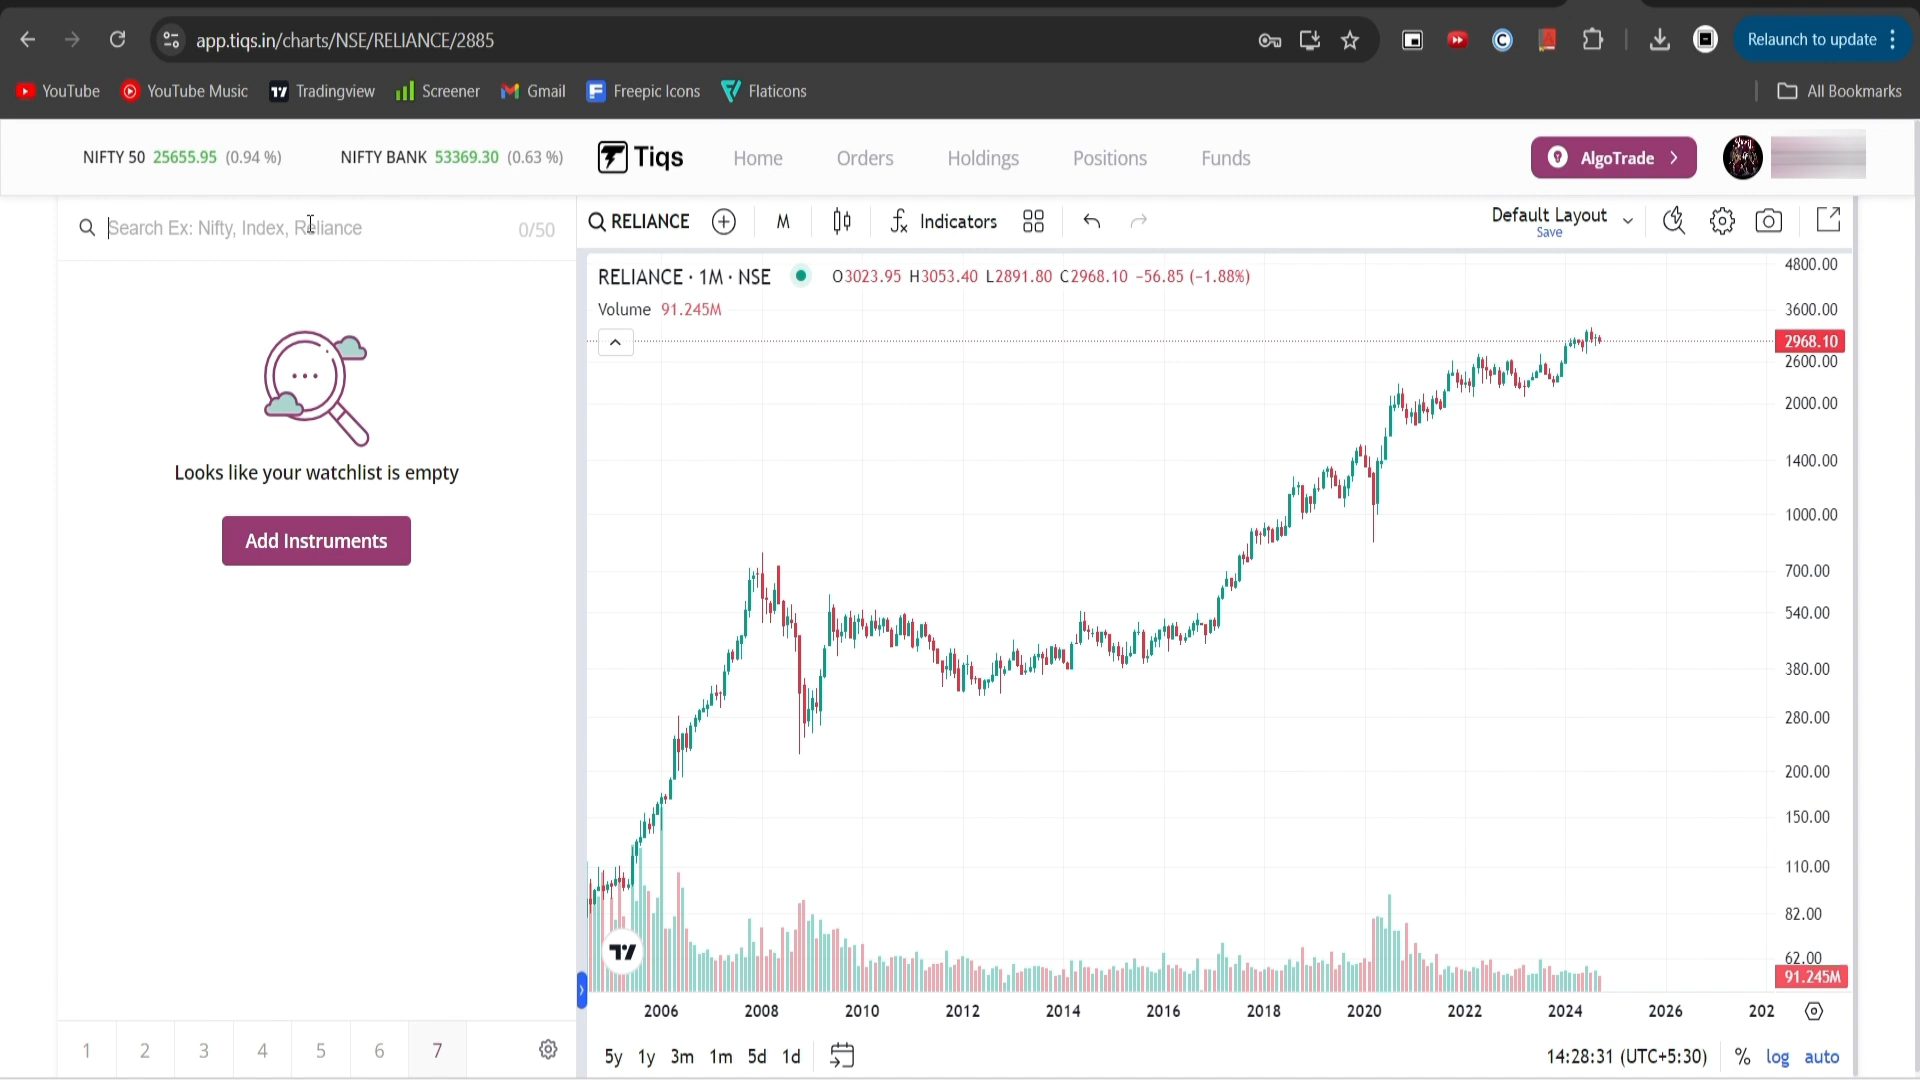 app.tiqs.in/charts/NSE/RELIANCE/2885
Relaunch to update
YouTube YouTube Music Tradingview Screener Gmail Freepic Icons Flaticons All Bookmarks
NIFTY 50 25655.95 (0.94 %) NIFTY BANK 53369.30 (0.63 %) Tiqs Home Orders Holdings Positions Funds AlgoTrade
Search Ex: Nifty, Index, Reliance 0/50
RELIANCE M Indicators Default Layout
Save
RELIANCE · 1M · NSE O3023.95 H3053.40 L2891.80 C2968.10 −56.85 (−1.88%)
Volume 91.245M
Looks like your watchlist is empty
Add Instruments
4800.00
3600.00
2968.10
2600.00
2000.00
1400.00
1000.00
700.00
540.00
380.00
280.00
200.00
150.00
110.00
82.00
62.00
91.245M
2006 2008 2010 2012 2014 2016 2018 2020 2022 2024 2026 202
1 2 3 4 5 6 7
5y 1y 3m 1m 5d 1d 14:28:31 (UTC+5:30) % log auto